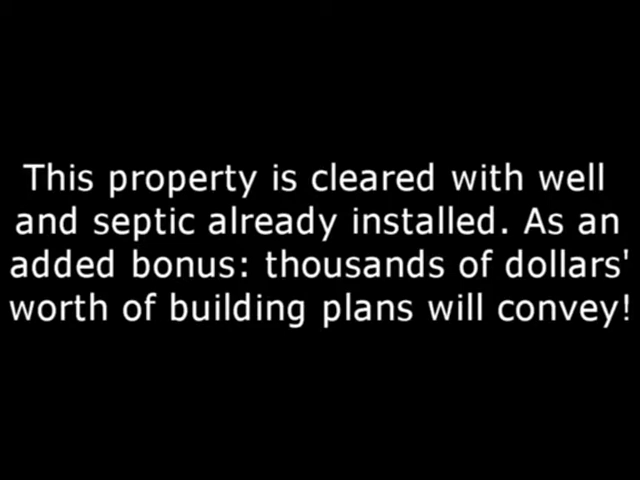 This property is cleared with well
and septic already installed. As an
added bonus: thousands of dollars'
worth of building plans will convey!